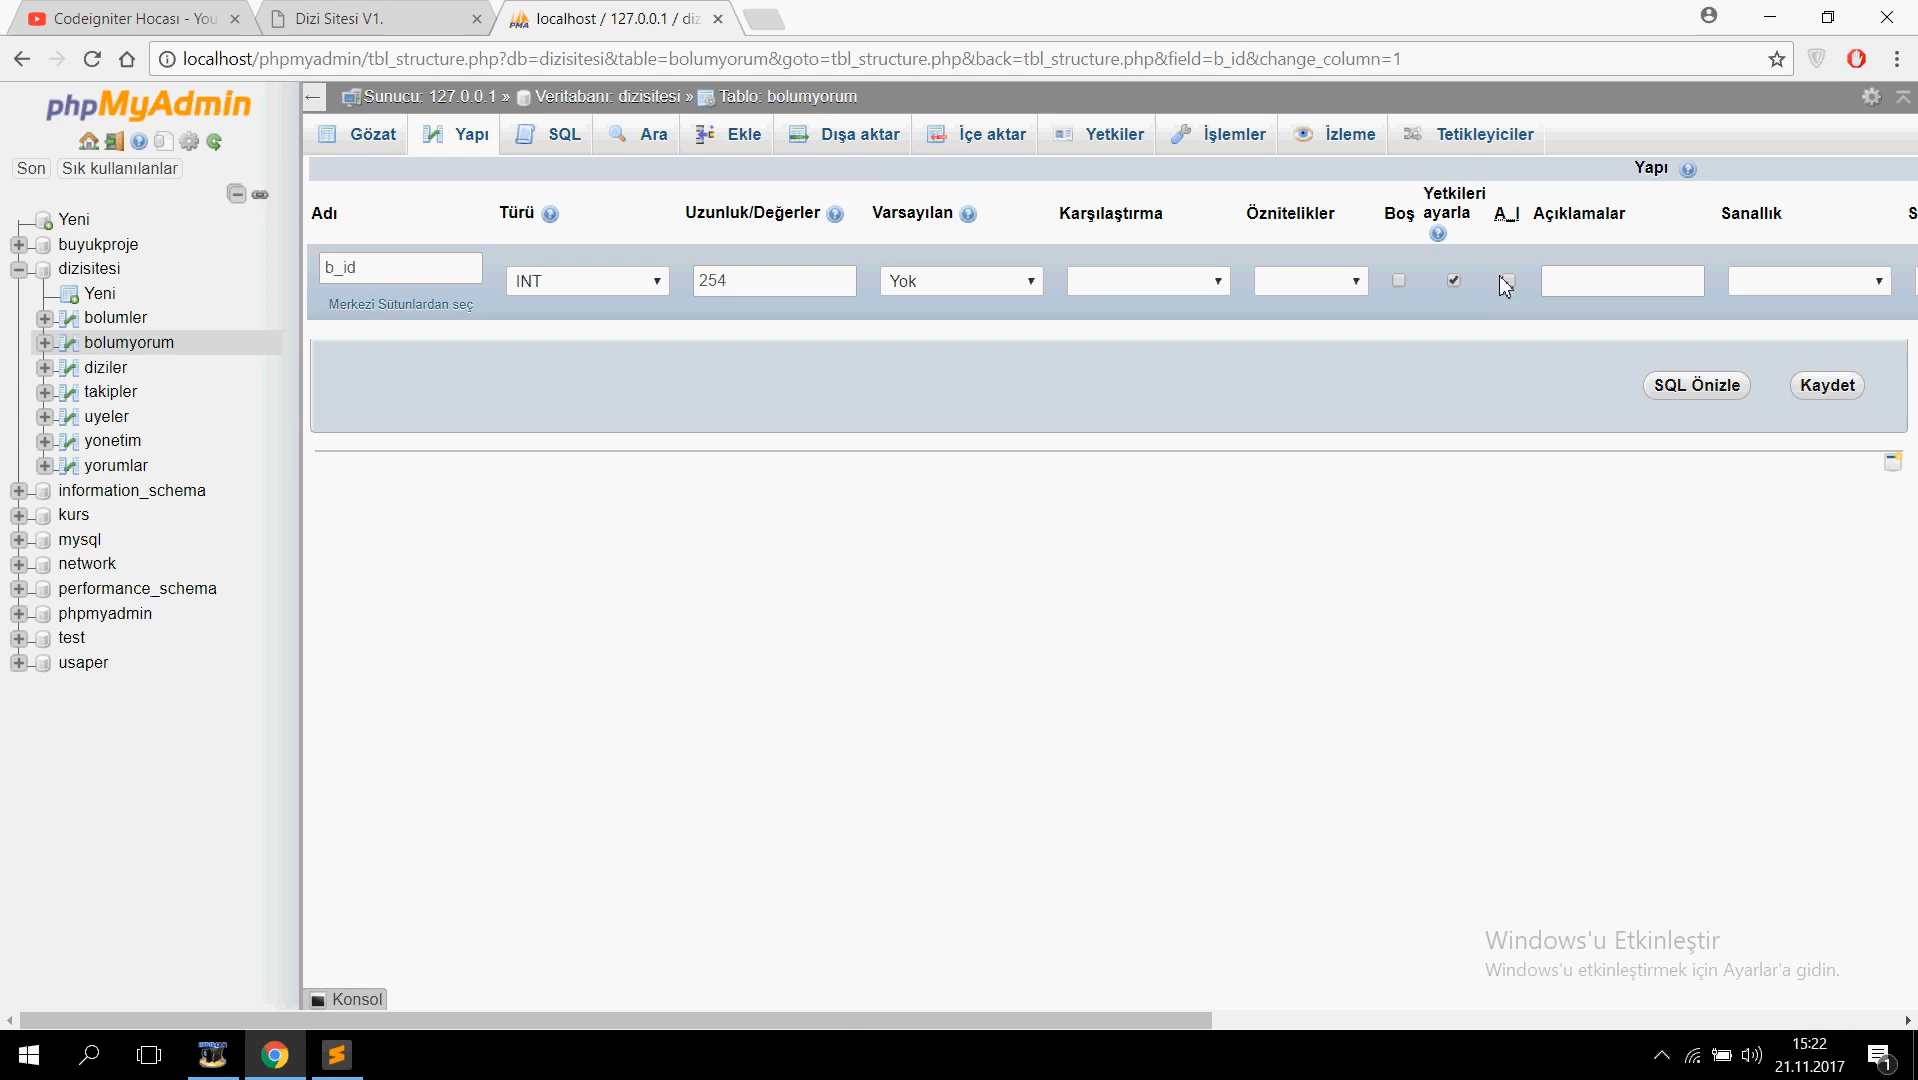 Codeigniter Hocası - You
Dizi Sitesi V1.
localhost / 127.0.0.1 / diz
localhost/phpmyadmin/tbl_structure.php?db=dizisitesi&table=bolumyorum&goto=tbl_structure.php&back=tbl_structure.php&field=b_id&change_column=1
phpMyAdmin
Son
Sık kullanılanlar
Yeni
buyukproje
dizisitesi
Yeni
bolumler
bolumyorum
diziler
takipler
uyeler
yonetim
yorumlar
information_schema
kurs
mysql
network
performance_schema
phpmyadmin
test
usaper
Sunucu: 127.0.0.1 » Veritabanı: dizisitesi » Tablo: bolumyorum
Gözat
Yapı
SQL
Ara
Ekle
Dışa aktar
İçe aktar
Yetkiler
İşlemler
İzleme
Tetikleyiciler
Yapı
Adı
Türü
Uzunluk/Değerler
Varsayılan
Karşılaştırma
Öznitelikler
Boş
Yetkileri ayarla
A_I
Açıklamalar
Sanallık
S
b_id
INT
254
Yok
Merkezi Sütunlardan seç
SQL Önizle
Kaydet
Windows'u Etkinleştir
Windows'u etkinleştirmek için Ayarlar'a gidin.
Konsol
15:22
21.11.2017
1